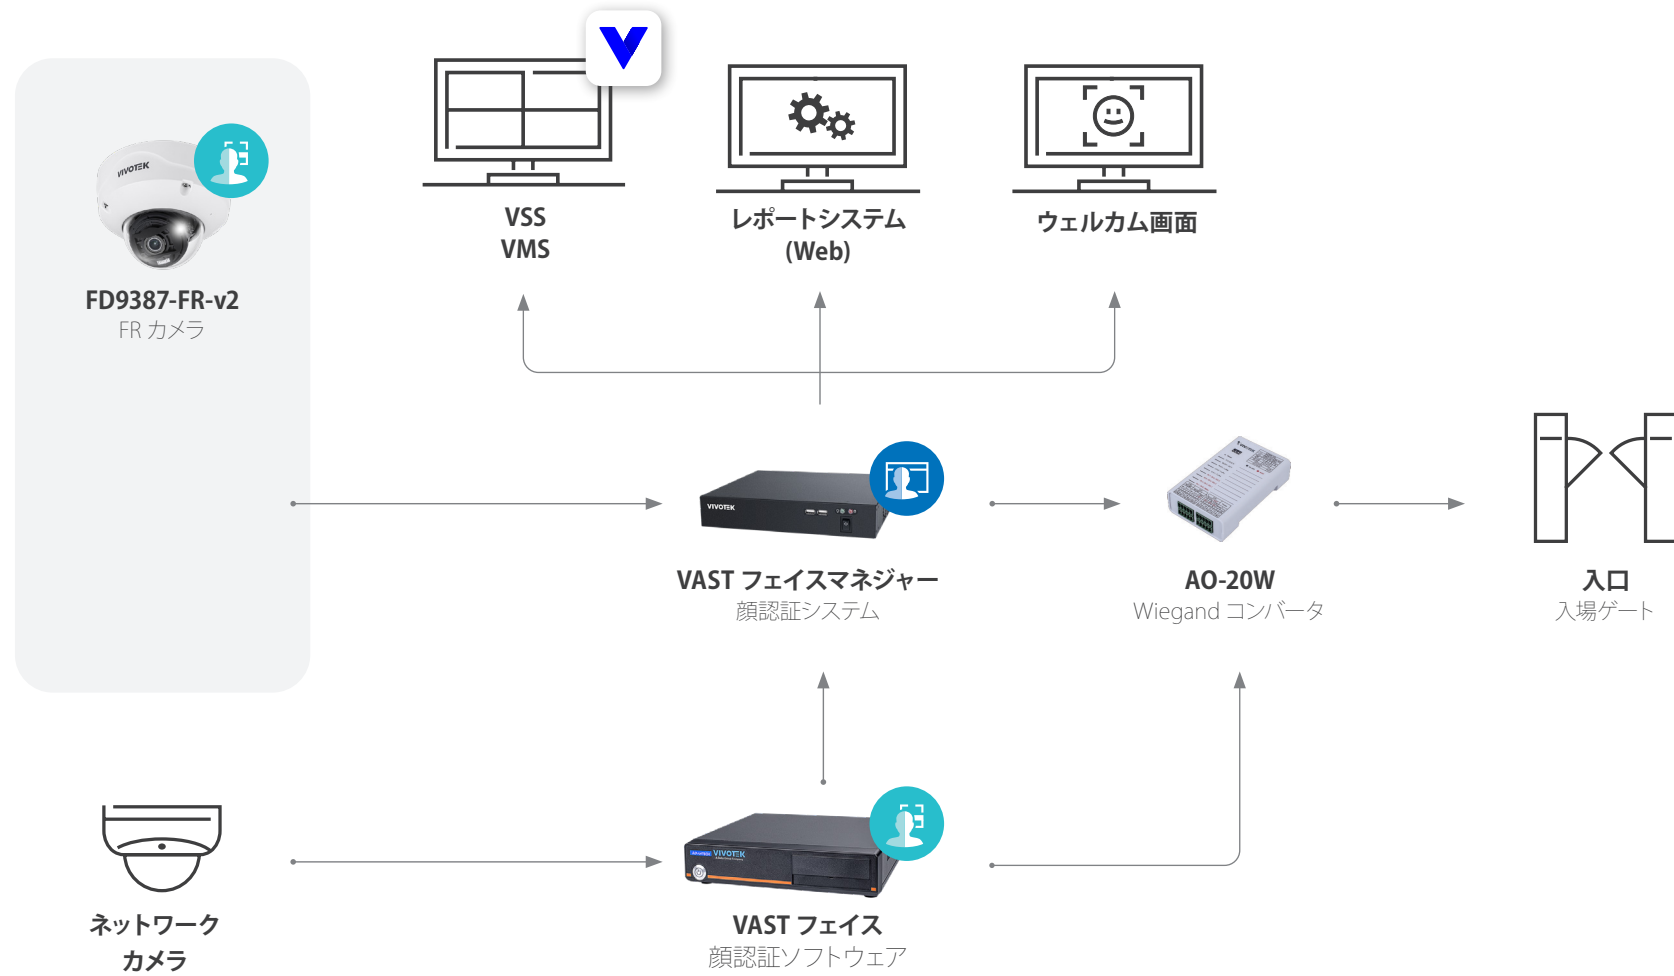 VIVOTEK
FD9387-FR-v2
FR カメラ
VSS
VMS
レポートシステム
(Web)
ウェルカム画面
VIVOTEK
VAST フェイスマネジャー
顔認証システム
AO-20W
Wiegand コンバータ
入口
入場ゲート
ネットワーク
カメラ
VIVOTEK
VAST フェイス
顔認証ソフトウェア